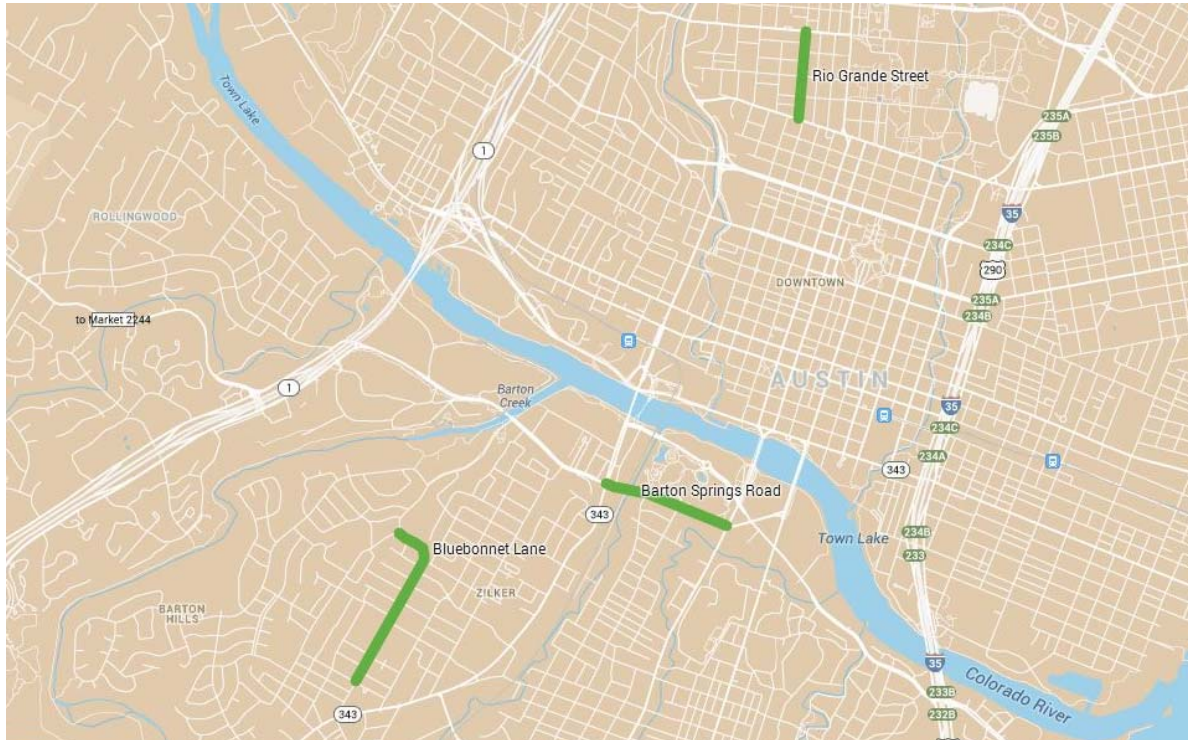 Rio Grande Street
Town Lake
235A
235B
1
ROLLINGWOOD
35
234C
290
DOWNTOWN
235A
234B
to Market 2244
AUSTIN
1
Barton
Creek
35
234C
234A
343
Barton Springs Road
343
234B
Town Lake
233
Bluebonnet Lane
ZILKER
BARTON
HILLS
35
Colorado River
233B
343
232B